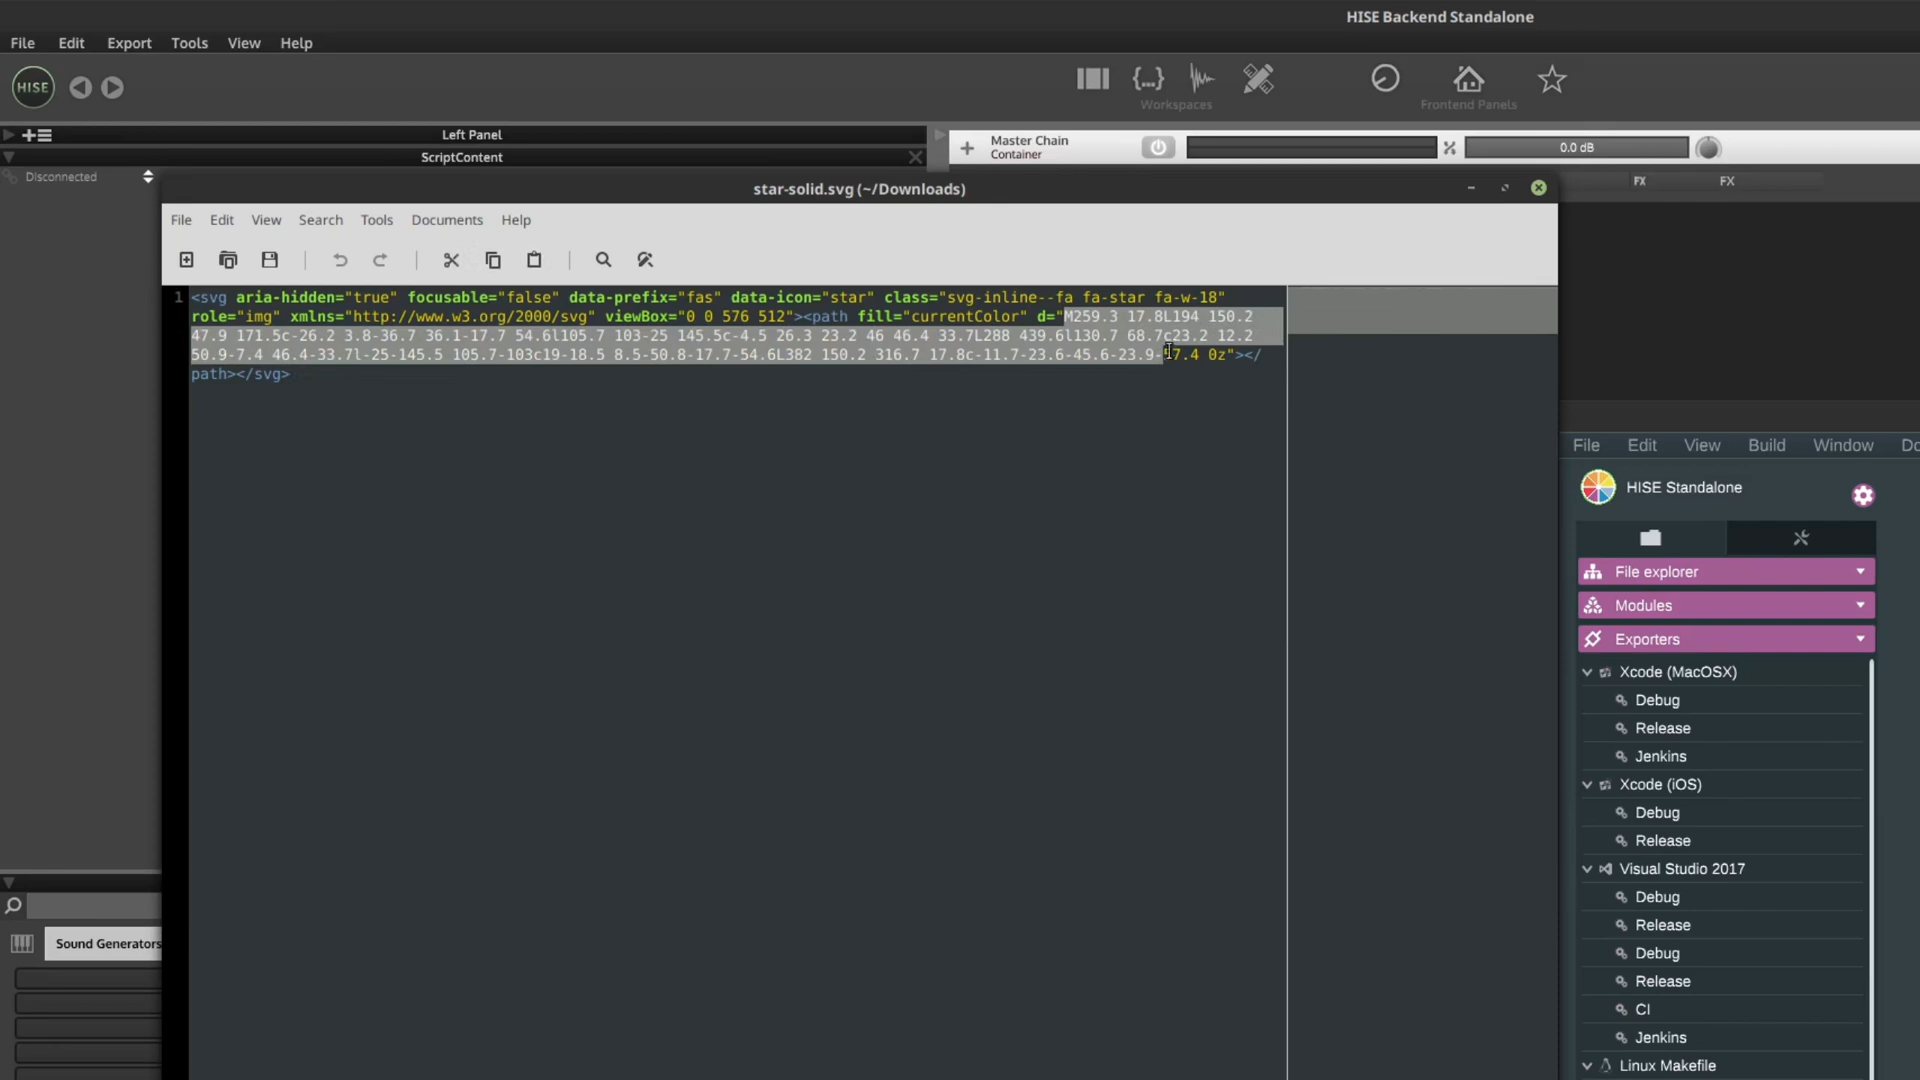 HISE Backend Standalone
File Edit Export Tools View Help
HISE
Workspaces
Frontend Panels
Left Panel
ScriptContent
Disconnected
Master Chain
Container
0.0 dB
FX
FX
star-solid.svg (~/Downloads)
File Edit View Search Tools Documents Help
1
<svg aria-hidden="true" focusable="false" data-prefix="fas" data-icon="star" class="svg-inline--fa fa-star fa-w-18"
role="img" xmlns="http://www.w3.org/2000/svg" viewBox="0 0 576 512"><path fill="currentColor" d="M259.3 17.8L194 150.2
47.9 171.5c-26.2 3.8-36.7 36.1-17.7 54.6l105.7 103-25 145.5c-4.5 26.3 23.2 46 46.4 33.7L288 439.6l130.7 68.7c23.2 12.2
50.9-7.4 46.4-33.7l-25-145.5 105.7-103c19-18.5 8.5-50.8-17.7-54.6L382 150.2 316.7 17.8c-11.7-23.6-45.6-23.9-57.4 0z"></
path></svg>
Sound Generators
File Edit View Build Window
HISE Standalone
File explorer
Modules
Exporters
Xcode (MacOSX)
Debug
Release
Jenkins
Xcode (iOS)
Debug
Release
Visual Studio 2017
Debug
Release
Debug
Release
CI
Jenkins
Linux Makefile